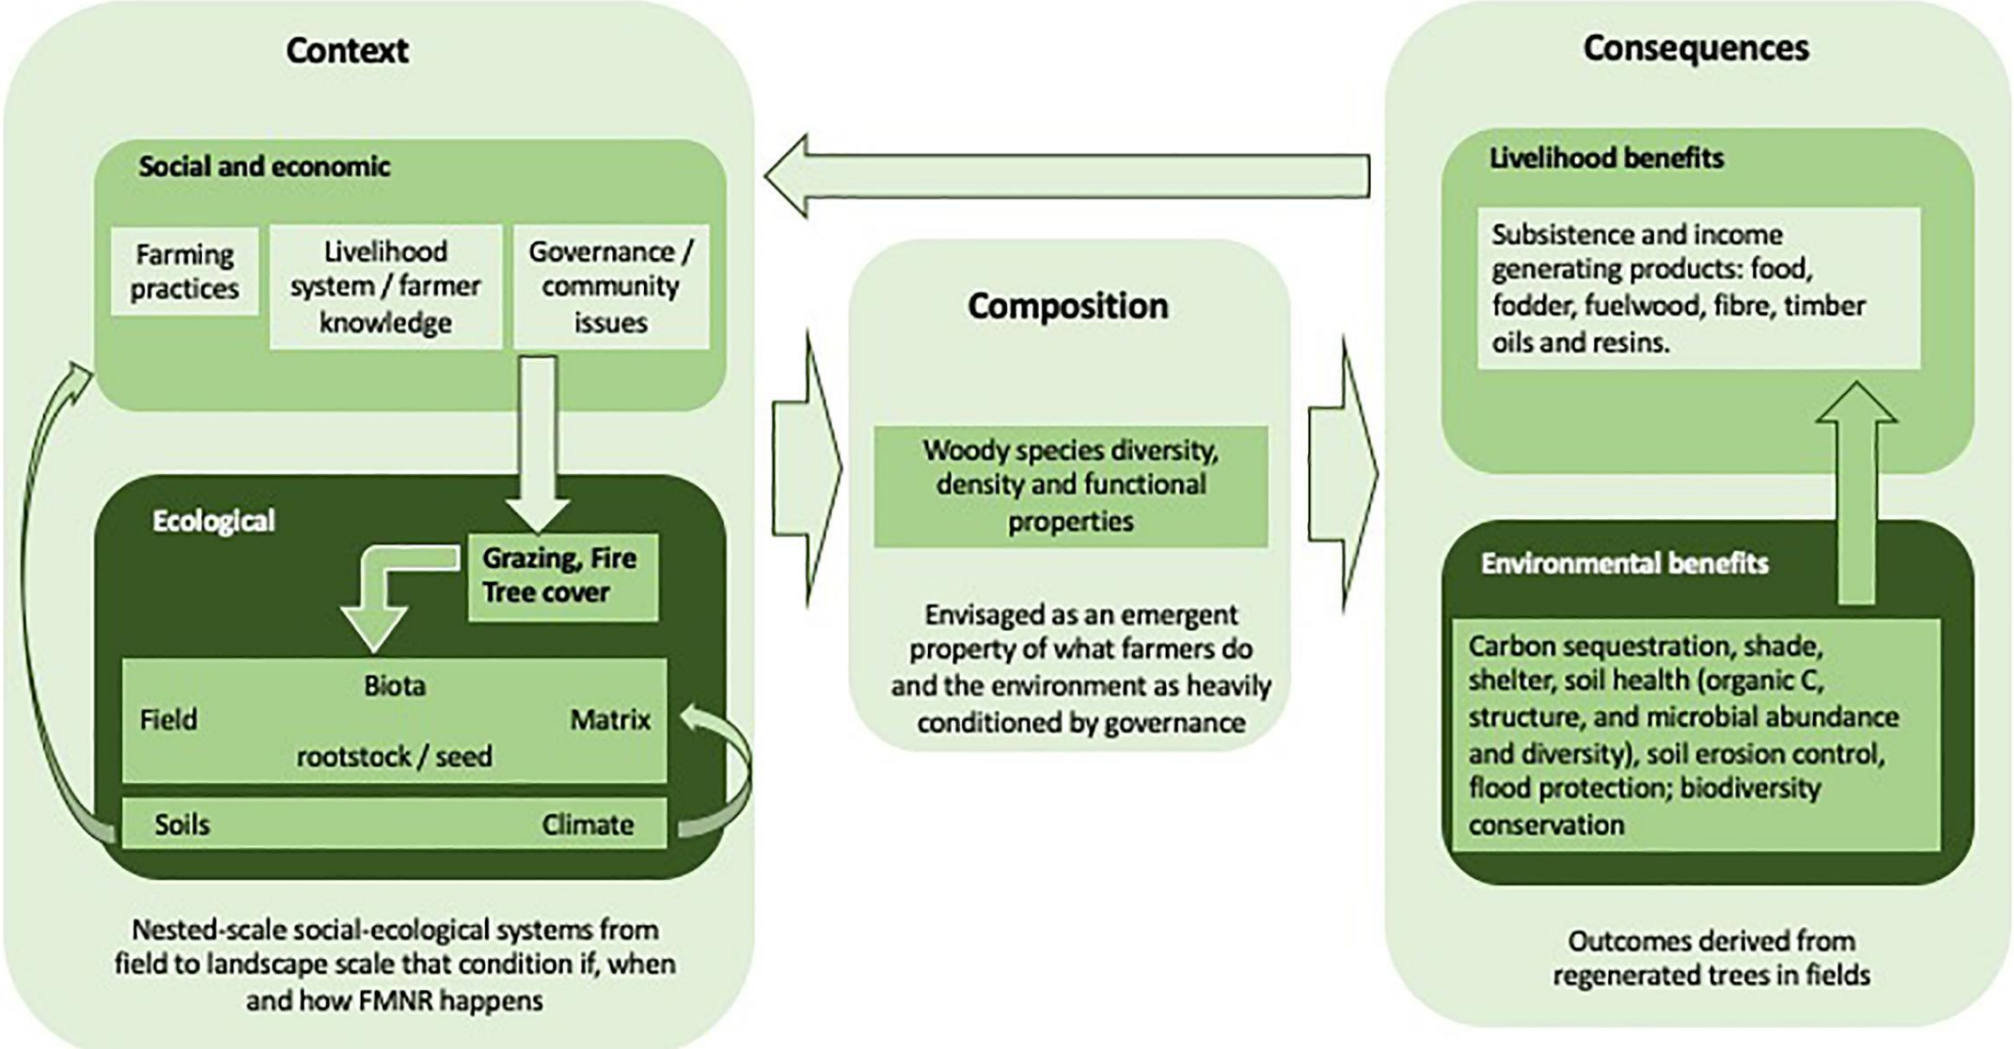 Context
Social and economic
Farming
practices
Livelihood
system / farmer
knowledge
Governance /
community
issues
Ecological
Grazing, Fire
Tree cover
Biota
Field
Matrix
rootstock / seed
Soils
Climate
Nested-scale social-ecological systems from
field to landscape scale that condition if, when
and how FMNR happens
Composition
Woody species diversity,
density and functional
properties
Envisaged as an emergent
property of what farmers do
and the environment as heavily
conditioned by governance
Consequences
Livelihood benefits
Subsistence and income
generating products: food,
fodder, fuelwood, fibre, timber
oils and resins.
Environmental benefits
Carbon sequestration, shade,
shelter, soil health (organic C,
structure, and microbial abundance
and diversity), soil erosion control,
flood protection; biodiversity
conservation
Outcomes derived from
regenerated trees in fields